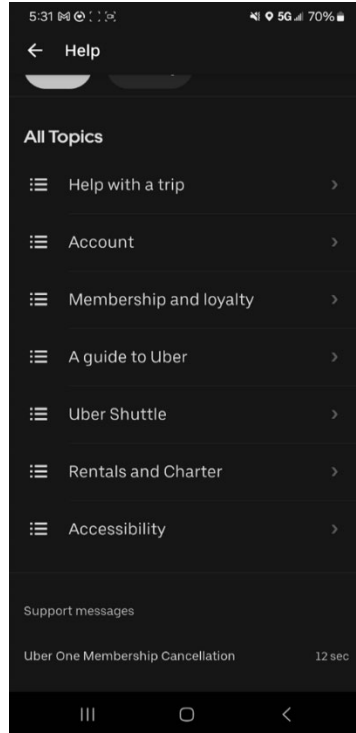 5:31 5G 70%
Help
All Topics
Help with a trip
Account
Membership and loyalty
A guide to Uber
Uber Shuttle
Rentals and Charter
Accessibility
Support messages
Uber One Membership Cancellation 12 sec